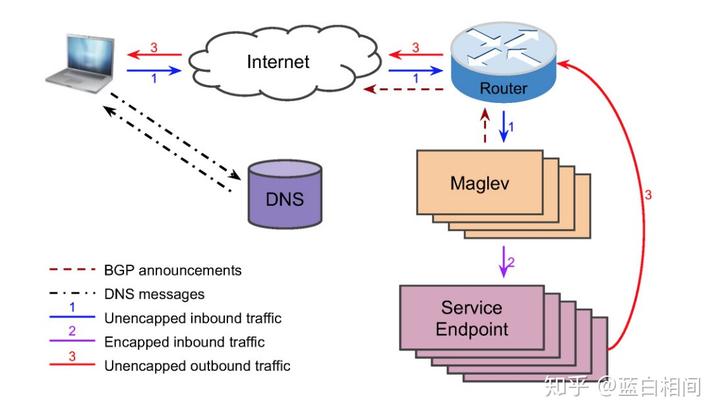 3
1
Internet
3
1
Router
1
Maglev
DNS
3
2
Service
Endpoint
BGP announcements
DNS messages
1
Unencapped inbound traffic
2
Encapped inbound traffic
3
Unencapped outbound traffic
知乎 @蓝白相间